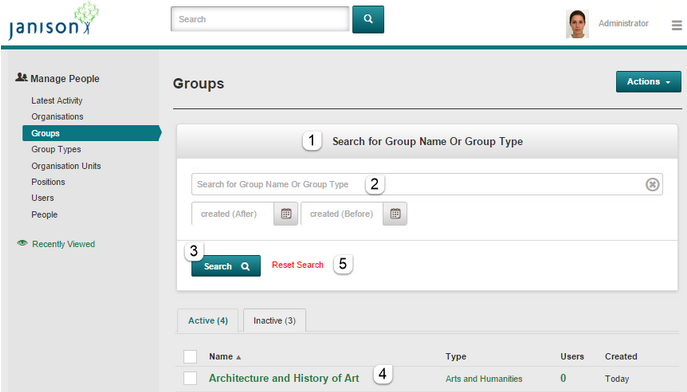 janison
Search
Administrator
Manage People
Latest Activity
Organisations
Groups
Group Types
Organisation Units
Positions
Users
People
Recently Viewed
Groups
Actions
1 Search for Group Name Or Group Type
Search for Group Name Or Group Type 2
created (After) created (Before)
3
Search Reset Search 5
Active (4) Inactive (3)
Name Type Users Created
Architecture and History of Art 4 Arts and Humanities 0 Today